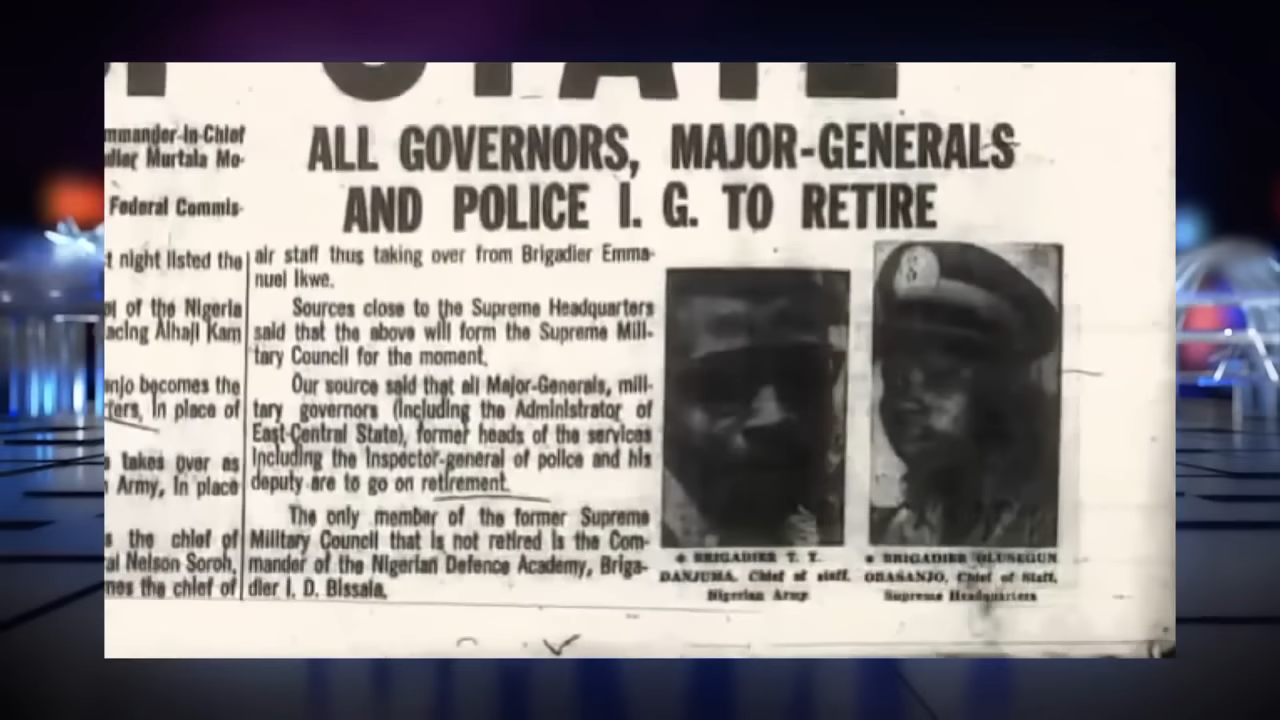 STATE
mmander-in-Chief
dier Murtala Mo-
Federal Commis-
t night listed the
of the Nigeria
acing Alhaji Kam
njo becomes the
ters, in place of
takes over as
Army, in place
the chief of
al Nelson Soroh,
mes the chief of
ALL GOVERNORS, MAJOR-GENERALS
AND POLICE I. G. TO RETIRE
air staff thus taking over from Brigadier Emma-
nuel Ikwe.
Sources close to the Supreme Headquarters
said that the above will form the Supreme Mili-
tary Council for the moment.
Our source said that all Major-Generals, mili-
tary governors (including the Administrator of
East-Central State), former heads of the services
including the Inspector-general of police and his
deputy are to go on retirement.
The only member of the former Supreme
Military Council that is not retired is the Com-
mander of the Nigerian Defence Academy, Briga-
dier I. D. Bissala.
● BRIGADIER T. Y.
DANJUMA, Chief of staff,
Nigerian Army
● BRIGADIER OLUSEGUN
OBASANJO, Chief of Staff,
Supreme Headquarters